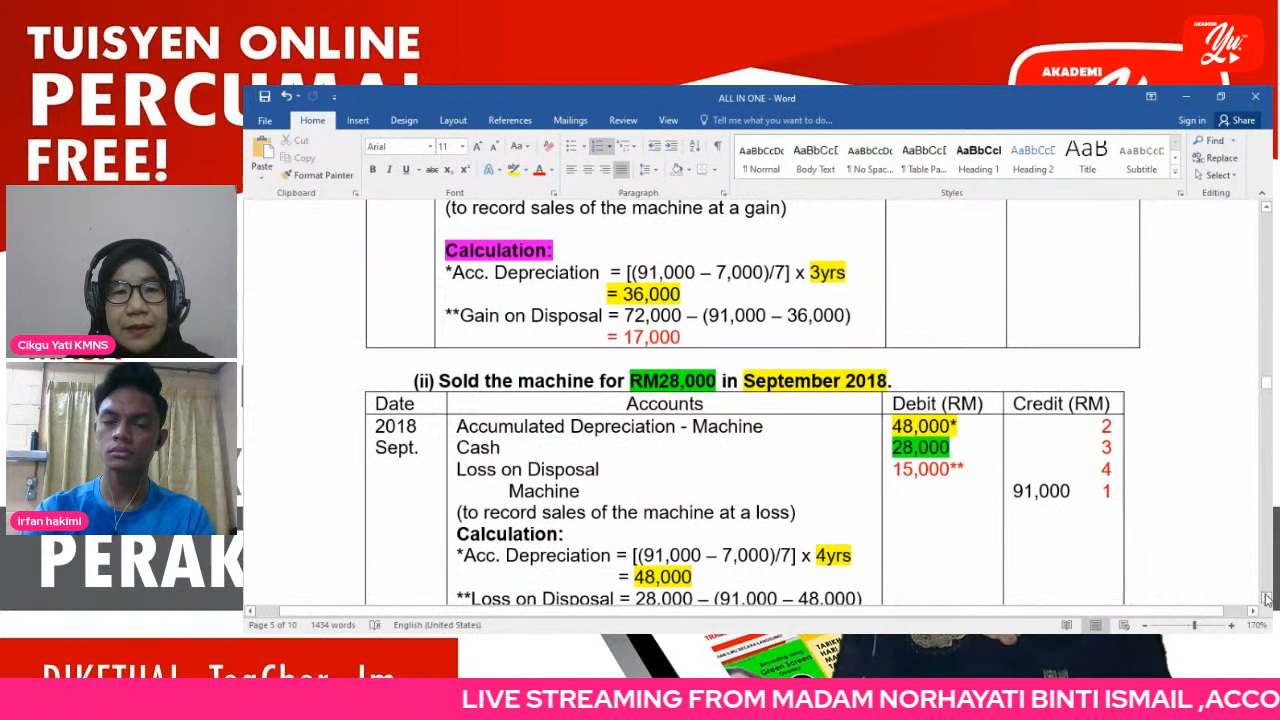 TUISYEN ONLINE
FREE!
AKADEMI
Yu
AKADEMI
ALL IN ONE - Word
File Home Insert Design Layout References Mailings Review View Tell me what you want to do... Sign in Share
Paste
Cut
Copy
Format Painter
Clipboard
Arial 11
Font
Paragraph
AaBbCcDc AaBbCcI AaBbCcDc AaBbCcI AaBbCcI AaBbCcI AaB AaBbCcD
¶ Normal Body Text ¶ No Spac... ¶ Table Pa... Heading 1 Heading 2 Title Subtitle
Styles
Find
Replace
Select
Editing
(to record sales of the machine at a gain)
Calculation:
*Acc. Depreciation = [(91,000 – 7,000)/7] x 3yrs
= 36,000
**Gain on Disposal = 72,000 – (91,000 – 36,000)
= 17,000
(ii) Sold the machine for RM28,000 in September 2018.
Date Accounts Debit (RM) Credit (RM)
2018 Accumulated Depreciation - Machine 48,000* 2
Sept. Cash 28,000 3
Loss on Disposal 15,000** 4
Machine 91,000 1
(to record sales of the machine at a loss)
Calculation:
*Acc. Depreciation = [(91,000 – 7,000)/7] x 4yrs
= 48,000
**Loss on Disposal = 28,000 – (91,000 – 48,000)
Page 5 of 10 1434 words English (United States) 170%
Cikgu Yati KMNS
irfan hakimi
PERAK
LIVE STREAMING FROM MADAM NORHAYATI BINTI ISMAIL ,ACCO